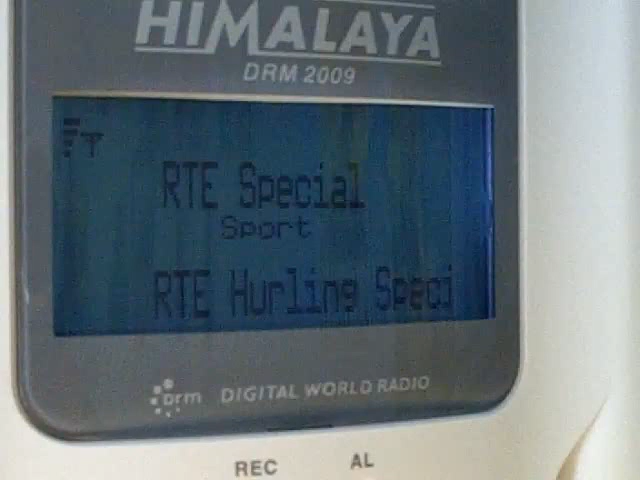 HIMALAYA
DRM 2009
RTE Special
Sport
RTE Hurling Speci
drm DIGITAL WORLD RADIO
REC AL